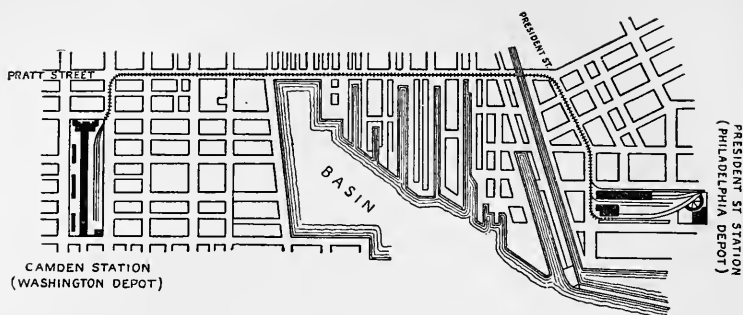 PRESIDENT ST.
PRATT STREET
BASIN
PRESIDENT ST STATION
(PHILADELPHIA DEPOT)
CAMDEN STATION
(WASHINGTON DEPOT)